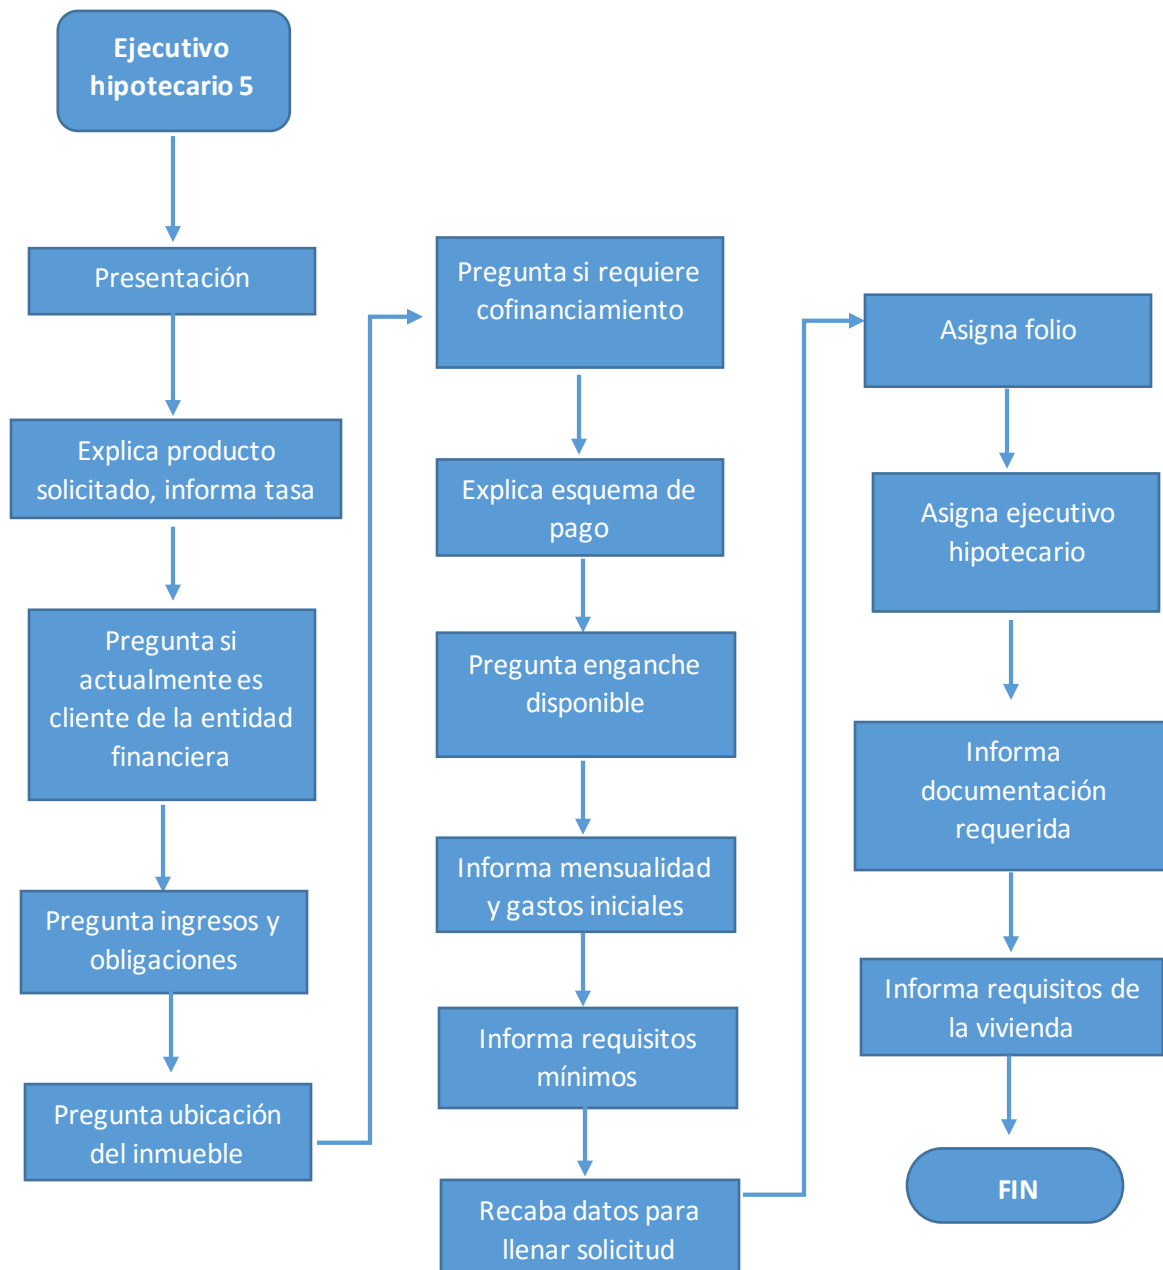 Ejecutivo
hipotecario 5
Presentación
Explica producto
solicitado, informa tasa
Pregunta si
actualmente es
cliente de la entidad
financiera
Pregunta ingresos y
obligaciones
Pregunta ubicación
del inmueble
Pregunta si requiere
cofinanciamiento
Explica esquema de
pago
Pregunta enganche
disponible
Informa mensualidad
y gastos iniciales
Informa requisitos
mínimos
Recaba datos para
llenar solicitud
Asigna folio
Asigna ejecutivo
hipotecario
Informa
documentación
requerida
Informa requisitos de
la vivienda
FIN